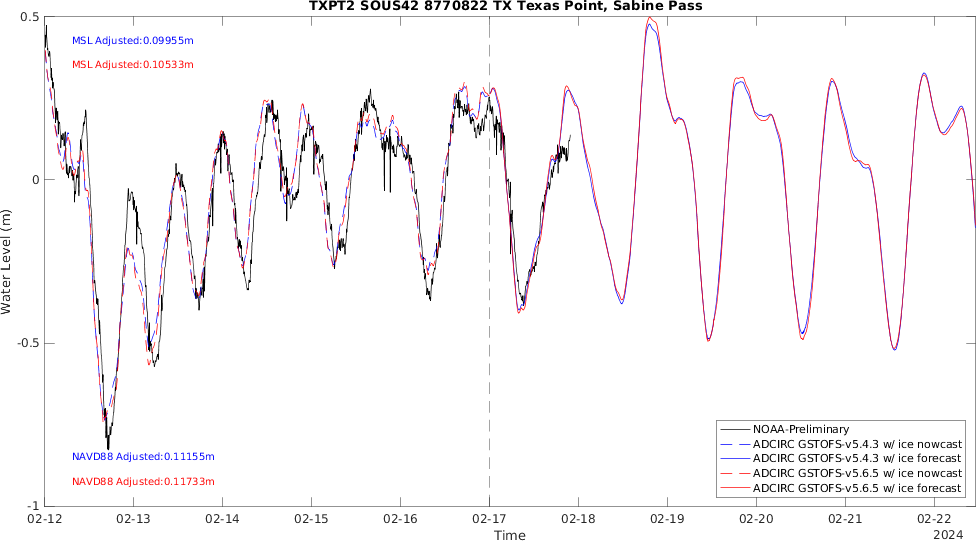 TXPT2 SOUS42 8770822 TX Texas Point, Sabine Pass
0.5
MSL Adjusted:0.09955m
MSL Adjusted:0.10533m
0
Water Level (m)
-0.5
NOAA-Preliminary
ADCIRC GSTOFS-v5.4.3 w/ ice nowcast
NAVD88 Adjusted:0.11155m
ADCIRC GSTOFS-v5.4.3 w/ ice forecast
ADCIRC GSTOFS-v5.6.5 w/ ice nowcast
NAVD88 Adjusted:0.11733m
ADCIRC GSTOFS-v5.6.5 w/ ice forecast
-1
02-12 02-13 02-14 02-15 02-16 02-17 02-18 02-19 02-20 02-21 02-22
Time
2024